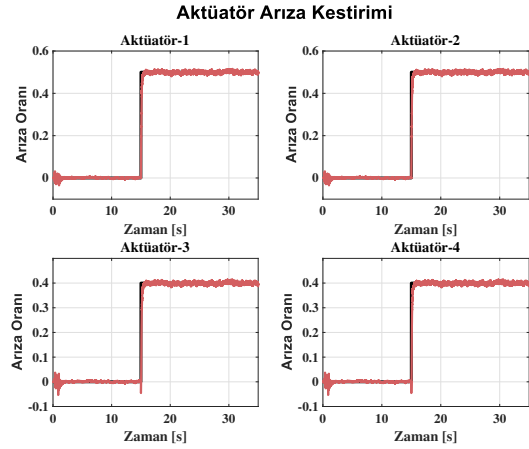 Aktüatör Arıza Kestirimi
Aktüatör-1
Aktüatör-2
0.6
0.4
0.2
0
Arıza Oranı
0 10 20 30
Zaman [s]
0.6
0.4
0.2
0
Arıza Oranı
0 10 20 30
Zaman [s]
Aktüatör-3
Aktüatör-4
0.4
0.3
0.2
0.1
0
-0.1
Arıza Oranı
0 10 20 30
Zaman [s]
0.4
0.3
0.2
0.1
0
-0.1
Arıza Oranı
0 10 20 30
Zaman [s]